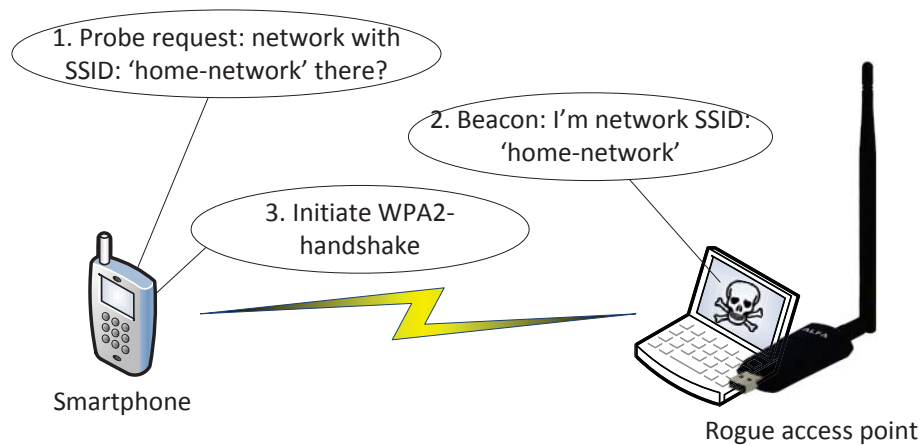 1. Probe request: network with
SSID: ‘home-network’ there?
2. Beacon: I’m network SSID:
‘home-network’
3. Initiate WPA2-
handshake
ALFA
Smartphone
Rogue access point